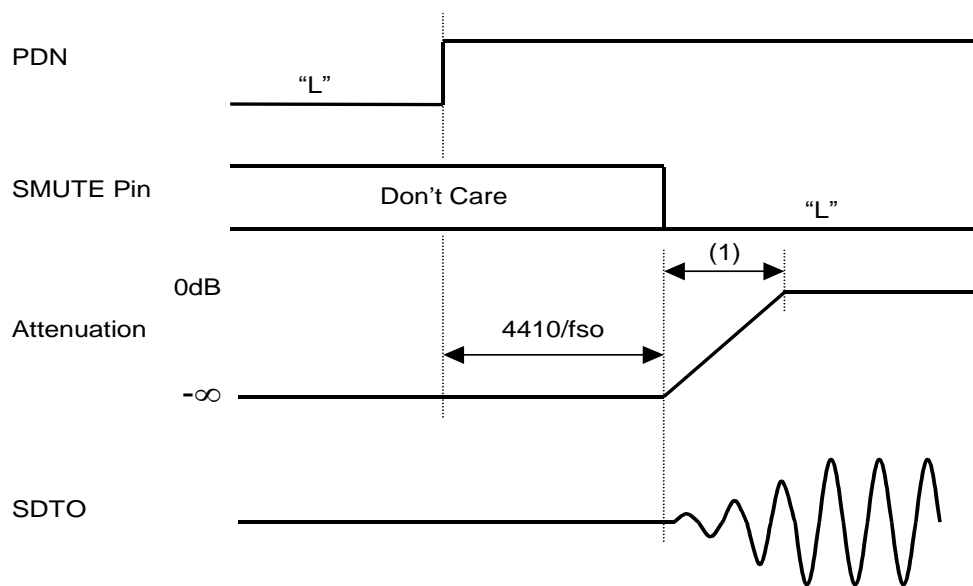 PDN
“L”
SMUTE Pin
Don’t Care
“L”
(1)
0dB
Attenuation
4410/fso
-∞
SDTO